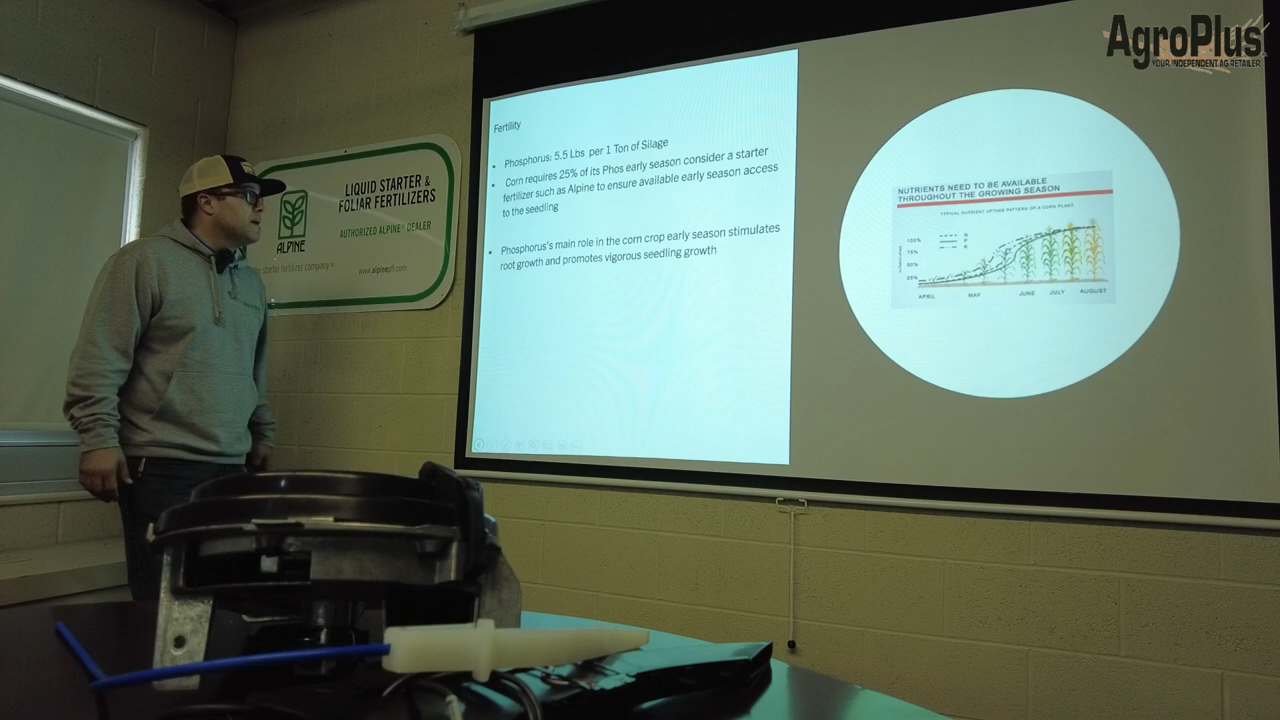 AgroPlus
YOUR INDEPENDENT AG RETAILER
Fertility
• Phosphorus: 5.5 Lbs per 1 Ton of Silage
• Corn requires 25% of its Phos early season consider a starter
fertilizer such as Alpine to ensure available early season access
to the seedling
• Phosphorus's main role in the corn crop early season stimulates
root growth and promotes vigorous seedling growth
NUTRIENTS NEED TO BE AVAILABLE
THROUGHOUT THE GROWING SEASON
TYPICAL NUTRIENT UPTAKE PATTERN OF A CORN PLANT
N
P
K
100%
75%
50%
25%
APRIL MAY JUNE JULY AUGUST
LIQUID STARTER &
FOLIAR FERTILIZERS
AUTHORIZED ALPINE® DEALER
ALPINE
he starter fertilizer company®
www.alpinepfl.com